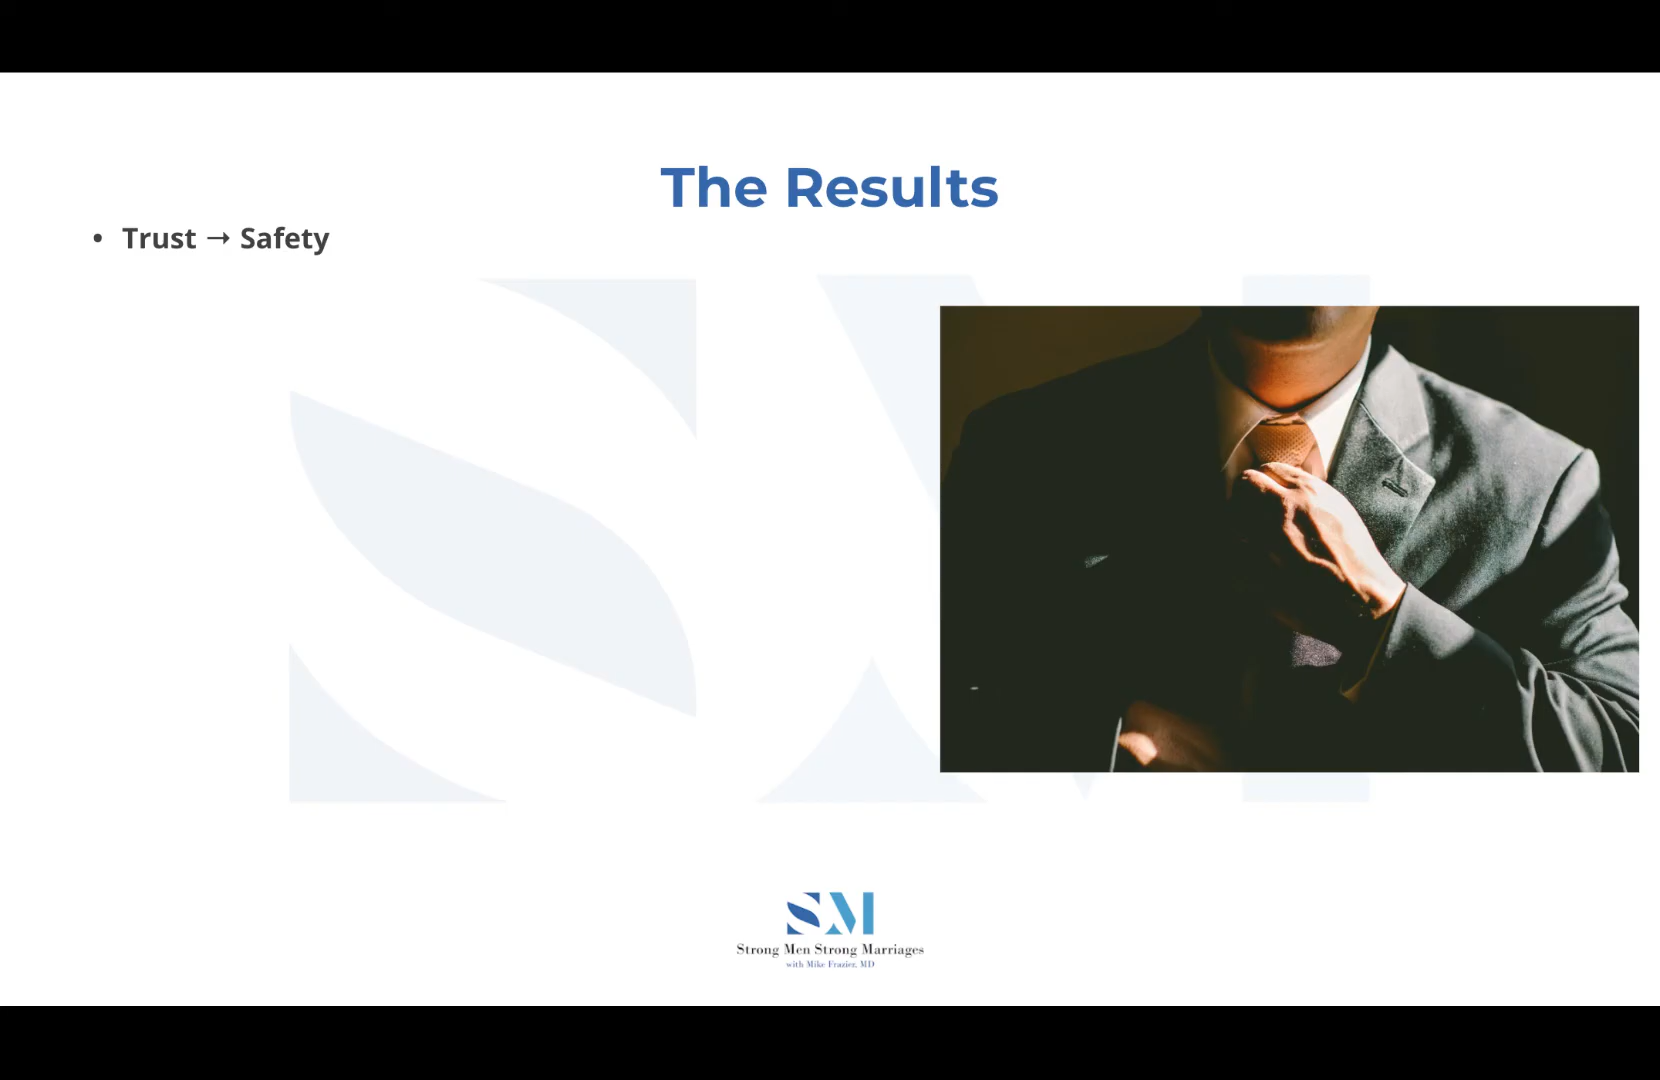 The Results
• Trust → Safety
SM
Strong Men Strong Marriages
with Mike Frazier, MD